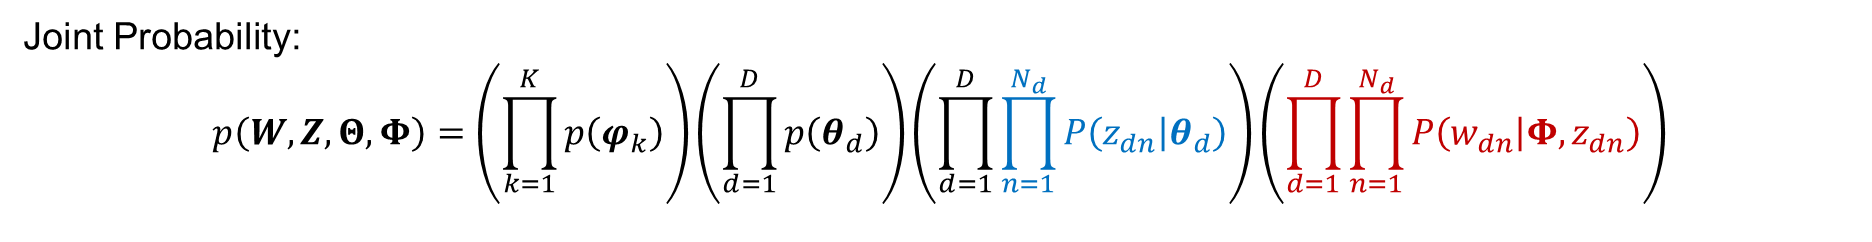 Joint Probability:
p(W, Z, Θ, Φ) = (∏_{k=1}^{K} p(φ_k)) (∏_{d=1}^{D} p(θ_d)) (∏_{d=1}^{D} ∏_{n=1}^{N_d} P(z_{dn}|θ_d)) (∏_{d=1}^{D} ∏_{n=1}^{N_d} P(w_{dn}|Φ, z_{dn}))